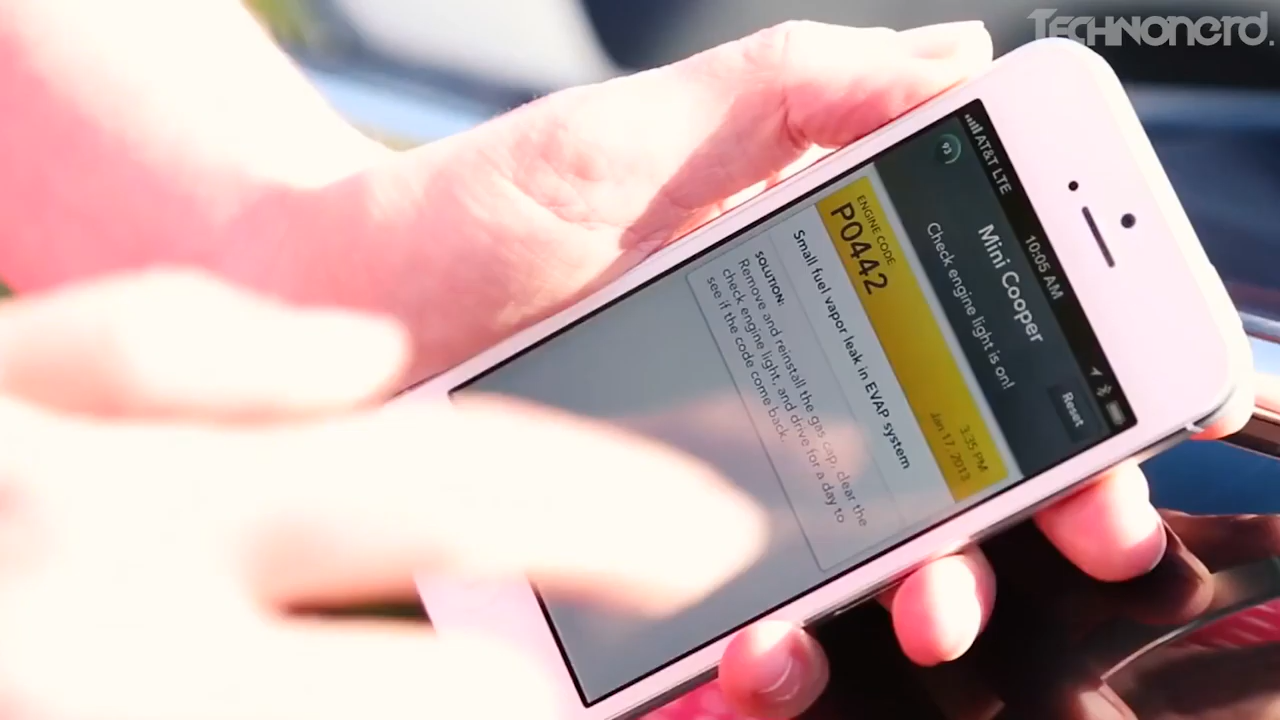 TECHNOnerd.
AT&T LTE
10:05 AM
93
Mini Cooper
Check engine light is on!
Reset
ENGINE CODE
P0442
3:35 PM
Jan 17, 2013
Small fuel vapor leak in EVAP system
SOLUTION:
Remove and reinstall the gas cap, clear the
check engine light, and drive for a day to
see if the code come back.